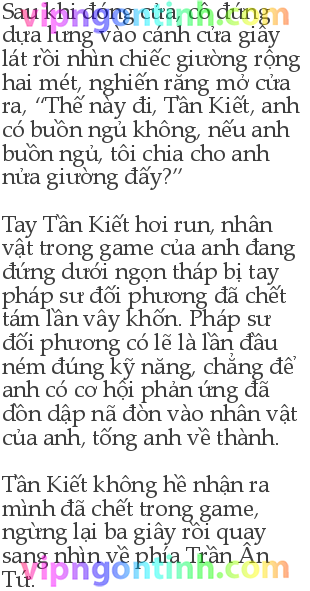 Sau khi đóng cửa, cô đứng
dựa lưng vào cánh cửa giây
lát rồi nhìn chiếc giường rộng
hai mét, nghiến răng mở cửa
ra, “Thế này đi, Tần Kiết, anh
có buồn ngủ không, nếu anh
buồn ngủ, tôi chia cho anh
nửa giường đấy?”
Tay Tần Kiết hơi run, nhân
vật trong game của anh đang
đứng dưới ngọn tháp bị tay
pháp sư đối phương đã chết
tám lần vây khốn. Pháp sư
đối phương có lẽ là lần đầu
ném đúng kỹ năng, chẳng để
anh có cơ hội phản ứng đã
dồn dập nã đòn vào nhân vật
của anh, tống anh về thành.
Tần Kiết không hề nhận ra
mình đã chết trong game,
ngừng lại ba giây rồi quay
sang nhìn về phía Trần Ân
Tứ.
vipngontinh.com
vipngontinh.com
vipngontinh.com